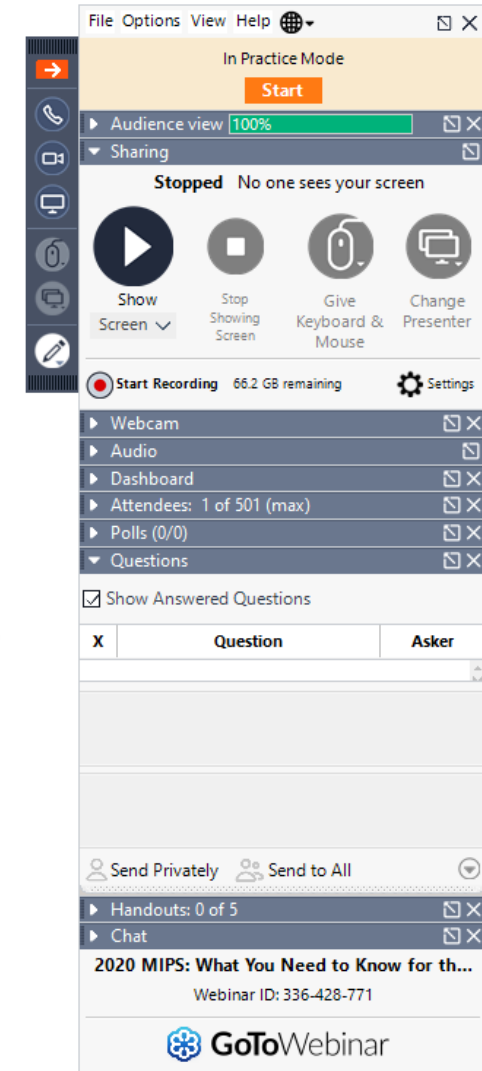 File Options View Help
In Practice Mode
Start
Audience view 100%
Sharing
Stopped No one sees your screen
Show
Screen
Stop
Showing
Screen
Give
Keyboard &
Mouse
Change
Presenter
Start Recording 66.2 GB remaining Settings
Webcam
Audio
Dashboard
Attendees: 1 of 501 (max)
Polls (0/0)
Questions
Show Answered Questions
X Question Asker
Send Privately Send to All
Handouts: 0 of 5
Chat
2020 MIPS: What You Need to Know for th...
Webinar ID: 336-428-771
GoToWebinar